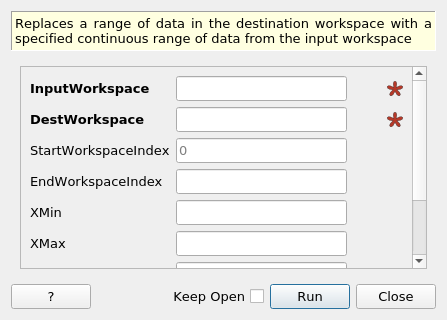 Replaces a range of data in the destination workspace with a
specified continuous range of data from the input workspace
InputWorkspace
DestWorkspace
StartWorkspaceIndex 0
EndWorkspaceIndex
XMin
XMax
? Keep Open Run Close